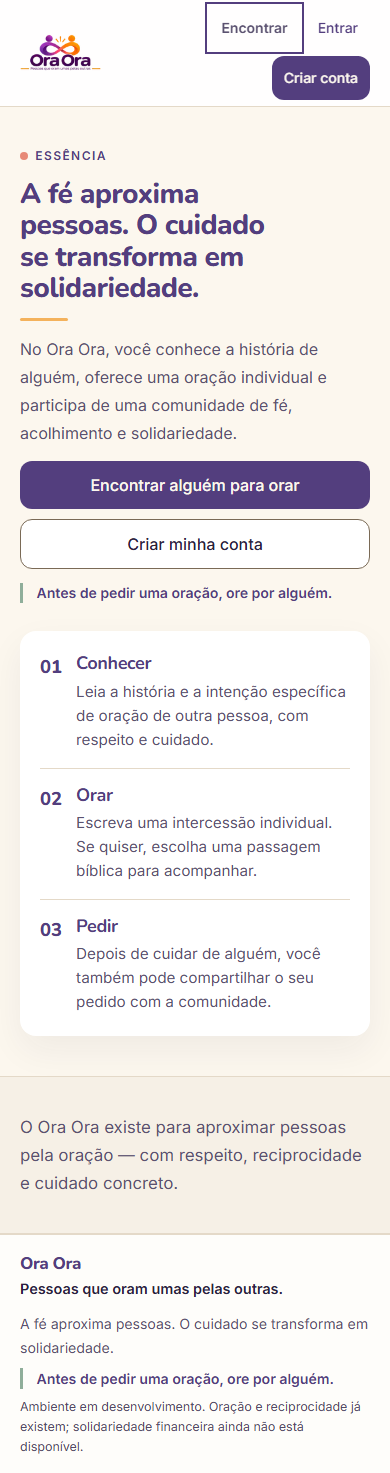 Encontrar
Entrar
Ora Ora
Criar conta
ESSÊNCIA
A fé aproxima
pessoas. O cuidado
se transforma em
solidariedade.
No Ora Ora, você conhece a história de
alguém, oferece uma oração individual e
participa de uma comunidade de fé,
acolhimento e solidariedade.
Encontrar alguém para orar
Criar minha conta
Antes de pedir uma oração, ore por alguém.
01 Conhecer
Leia a história e a intenção específica
de oração de outra pessoa, com
respeito e cuidado.
02 Orar
Escreva uma intercessão individual.
Se quiser, escolha uma passagem
bíblica para acompanhar.
03 Pedir
Depois de cuidar de alguém, você
também pode compartilhar o seu
pedido com a comunidade.
O Ora Ora existe para aproximar pessoas
pela oração — com respeito, reciprocidade
e cuidado concreto.
Ora Ora
Pessoas que oram umas pelas outras.
A fé aproxima pessoas. O cuidado se transforma em
solidariedade.
Antes de pedir uma oração, ore por alguém.
Ambiente em desenvolvimento. Oração e reciprocidade já
existem; solidariedade financeira ainda não está
disponível.